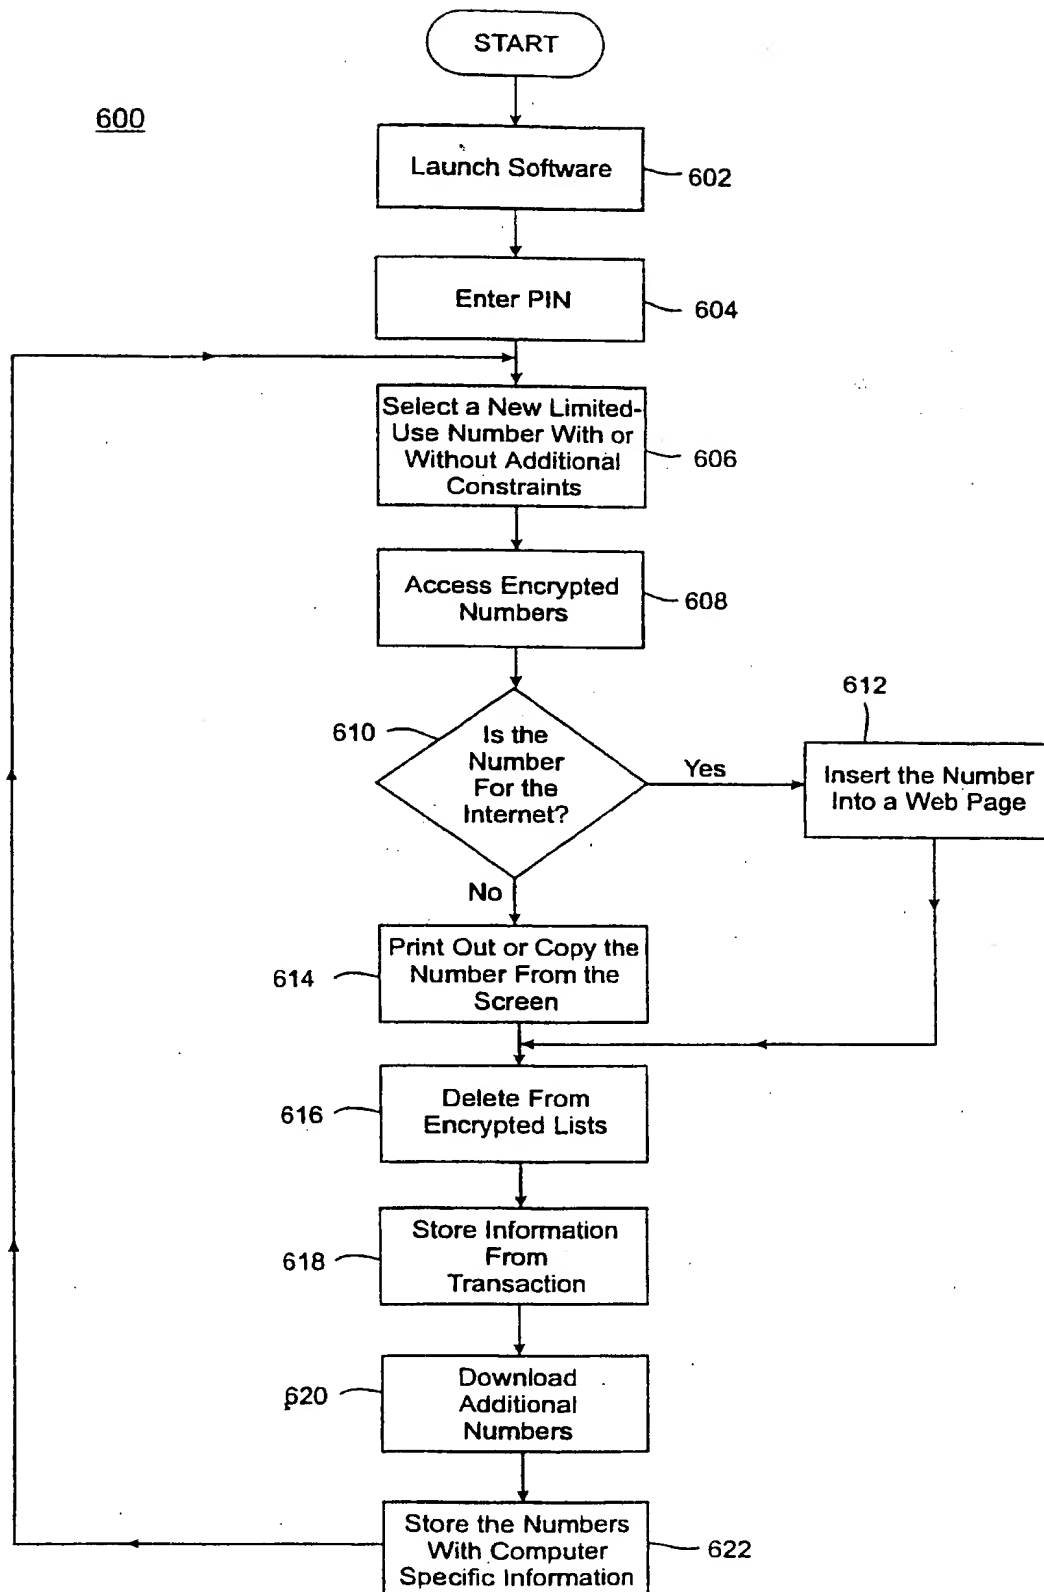 START
600
Launch Software
602
Enter PIN
604
Select a New Limited-
Use Number With or
Without Additional
Constraints
606
Access Encrypted
Numbers
608
612
610
Is the
Number
For the
Internet?
Yes
Insert the Number
Into a Web Page
No
Print Out or Copy the
Number From the
Screen
614
Delete From
Encrypted Lists
616
Store Information
From
Transaction
618
Download
Additional
Numbers
620
Store the Numbers
With Computer
Specific Information
622